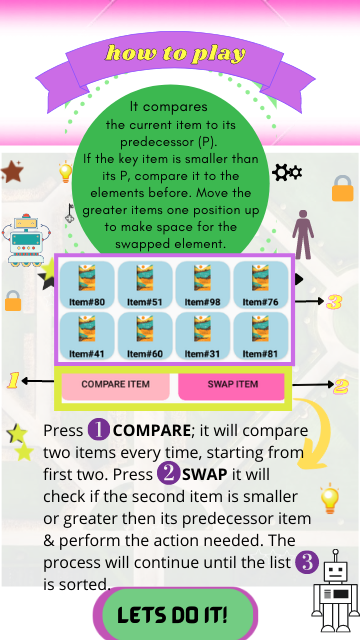 how to play
It compares
the current item to its
predecessor (P).
If the key item is smaller than
its P, compare it to the
elements before. Move the
greater items one position up
to make space for the
swapped element.
Item#80 Item#51 Item#98 Item#76
3
Item#41 Item#60 Item#31 Item#81
1 COMPARE ITEM SWAP ITEM 2
Press 1 COMPARE; it will compare
two items every time, starting from
first two. Press 2 SWAP it will
check if the second item is smaller
or greater then its predecessor item
& perform the action needed. The
process will continue until the list 3
is sorted.
LETS DO IT!